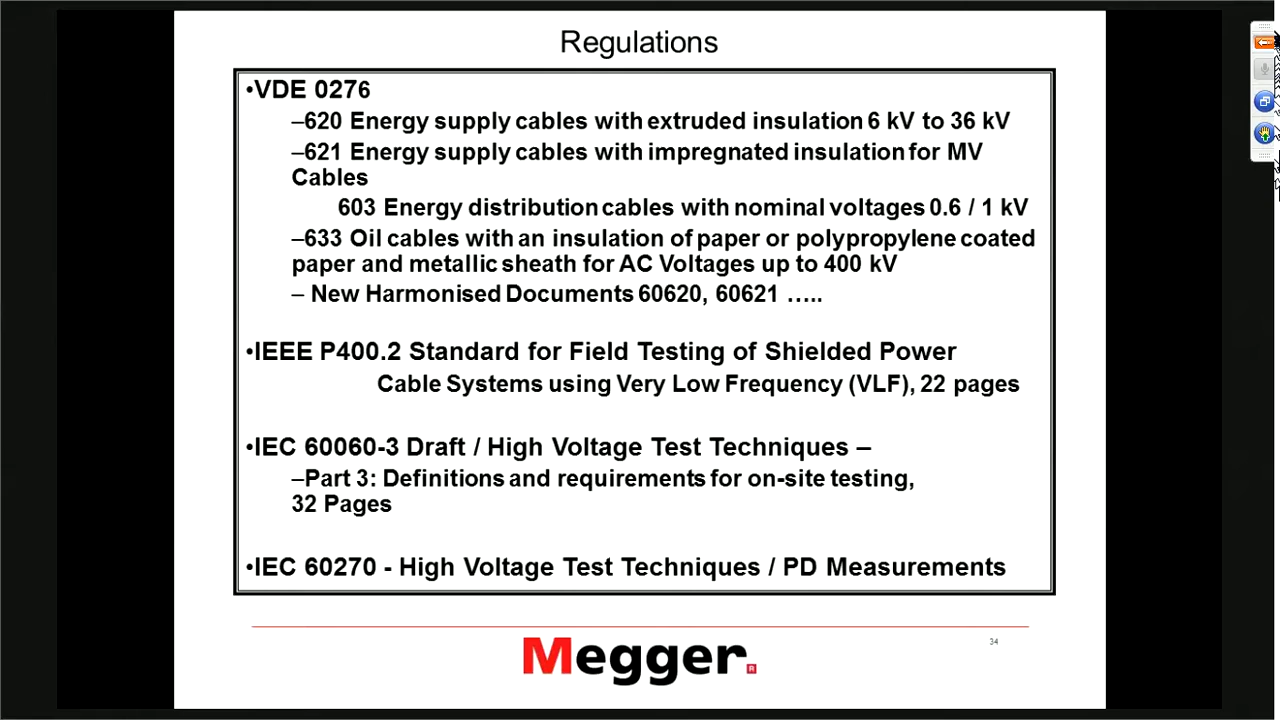 Regulations
•VDE 0276
–620 Energy supply cables with extruded insulation 6 kV to 36 kV
–621 Energy supply cables with impregnated insulation for MV
Cables
603 Energy distribution cables with nominal voltages 0.6 / 1 kV
–633 Oil cables with an insulation of paper or polypropylene coated
paper and metallic sheath for AC Voltages up to 400 kV
– New Harmonised Documents 60620, 60621 …..
•IEEE P400.2 Standard for Field Testing of Shielded Power
Cable Systems using Very Low Frequency (VLF), 22 pages
•IEC 60060-3 Draft / High Voltage Test Techniques –
–Part 3: Definitions and requirements for on-site testing,
32 Pages
•IEC 60270 - High Voltage Test Techniques / PD Measurements
34
Megger.